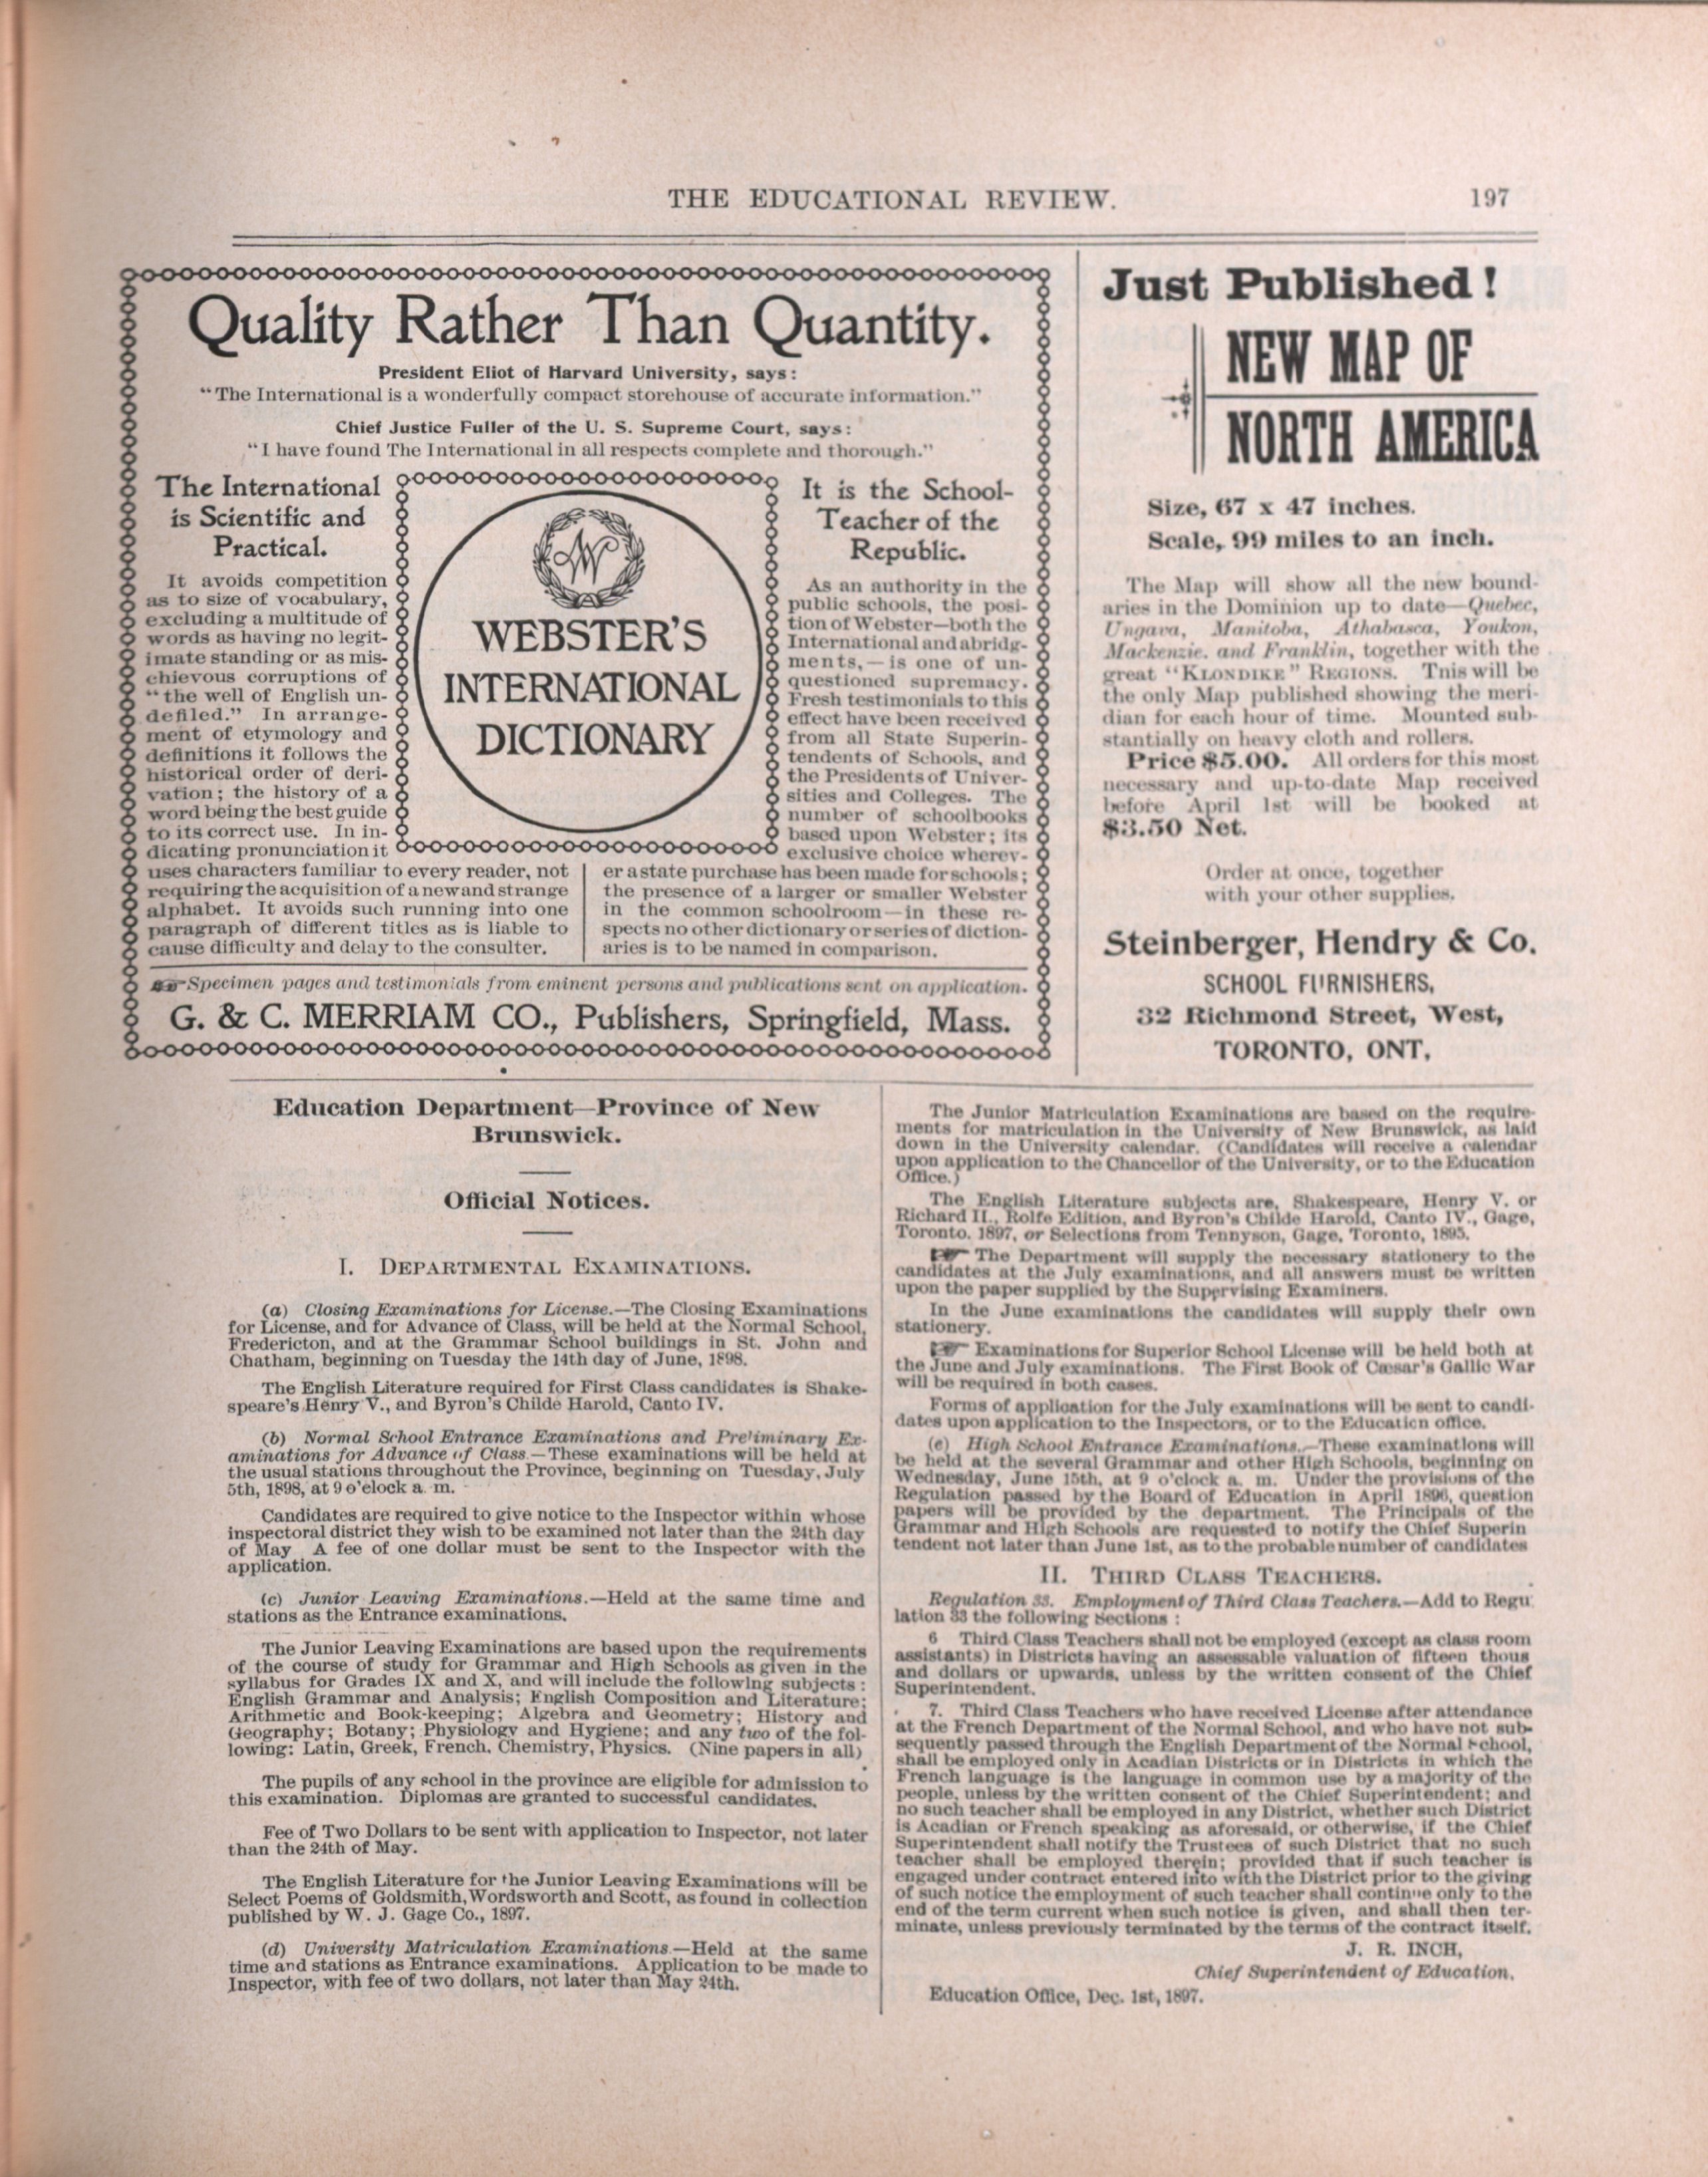 THE EDUCATIONAL REVIEW.
197
Quality Rather Than Quantity.
President Eliot of Harvard University, says:
"The International is a wonderfully compact storehouse of accurate information."
Chief Justice Fuller of the U. S. Supreme Court, says:
"I have found The International in all respects complete and thorough."
The International
is Scientific and
Practical.
It avoids competition
as to size of vocabulary,
excluding a multitude of
words as having no legit-
imate standing or as mis-
chievous corruptions of
"the well of English un-
defiled." In arrange-
ment of etymology and
definitions it follows the
historical order of deri-
vation; the history of a
word being the best guide
to its correct use. In in-
dicating pronunciation it
uses characters familiar to every reader, not
requiring the acquisition of a new and strange
alphabet. It avoids such running into one
paragraph of different titles as is liable to
cause difficulty and delay to the consulter.
W
WEBSTER'S
INTERNATIONAL
DICTIONARY
It is the School-
Teacher of the
Republic.
As an authority in the
public schools, the posi-
tion of Webster—both the
International and abridg-
ments,—is one of un-
questioned supremacy.
Fresh testimonials to this
effect have been received
from all State Superin-
tendents of Schools, and
the Presidents of Univer-
sities and Colleges. The
number of schoolbooks
based upon Webster; its
exclusive choice wherev-
er a state purchase has been made for schools;
the presence of a larger or smaller Webster
in the common schoolroom—in these re-
spects no other dictionary or series of diction-
aries is to be named in comparison.
Specimen pages and testimonials from eminent persons and publications sent on application.
G. & C. MERRIAM CO., Publishers, Springfield, Mass.
Just Published!
NEW MAP OF
NORTH AMERICA
Size, 67 x 47 inches.
Scale, 99 miles to an inch.
The Map will show all the new bound-
aries in the Dominion up to date—Quebec,
Ungava, Manitoba, Athabasca, Youkon,
Mackenzie. and Franklin, together with the
great "KLONDIKE" REGIONS. This will be
the only Map published showing the meri-
dian for each hour of time. Mounted sub-
stantially on heavy cloth and rollers.
Price $5.00. All orders for this most
necessary and up-to-date Map received
before April 1st will be booked at
$3.50 Net.
Order at once, together
with your other supplies.
Steinberger, Hendry & Co.
SCHOOL FURNISHERS,
32 Richmond Street, West,
TORONTO, ONT,
Education Department—Province of New
Brunswick.
Official Notices.
I. DEPARTMENTAL EXAMINATIONS.
(a) Closing Examinations for License.—The Closing Examinations
for License, and for Advance of Class, will be held at the Normal School,
Fredericton, and at the Grammar School buildings in St. John and
Chatham, beginning on Tuesday the 14th day of June, 1898.
The English Literature required for First Class candidates is Shake-
speare's Henry V., and Byron's Childe Harold, Canto IV.
(b) Normal School Entrance Examinations and Preliminary Ex-
aminations for Advance of Class.—These examinations will be held at
the usual stations throughout the Province, beginning on Tuesday, July
5th, 1898, at 9 o'clock a. m.
Candidates are required to give notice to the Inspector within whose
inspectoral district they wish to be examined not later than the 24th day
of May A fee of one dollar must be sent to the Inspector with the
application.
(c) Junior Leaving Examinations.—Held at the same time and
stations as the Entrance examinations.
The Junior Leaving Examinations are based upon the requirements
of the course of study for Grammar and High Schools as given in the
syllabus for Grades IX and X, and will include the following subjects:
English Grammar and Analysis; English Composition and Literature;
Arithmetic and Book-keeping; Algebra and Geometry; History and
Geography; Botany; Physiology and Hygiene; and any two of the fol-
lowing: Latin, Greek, French, Chemistry, Physics. (Nine papers in all)
The pupils of any school in the province are eligible for admission to
this examination. Diplomas are granted to successful candidates.
Fee of Two Dollars to be sent with application to Inspector, not later
than the 24th of May.
The English Literature for the Junior Leaving Examinations will be
Select Poems of Goldsmith, Wordsworth and Scott, as found in collection
published by W. J. Gage Co., 1897.
(d) University Matriculation Examinations.—Held at the same
time and stations as Entrance examinations. Application to be made to
Inspector, with fee of two dollars, not later than May 24th.
The Junior Matriculation Examinations are based on the require-
ments for matriculation in the University of New Brunswick, as laid
down in the University calendar. (Candidates will receive a calendar
upon application to the Chancellor of the University, or to the Education
Office.)
The English Literature subjects are, Shakespeare, Henry V. or
Richard II., Rolfe Edition, and Byron's Childe Harold, Canto IV., Gage,
Toronto. 1897, or Selections from Tennyson, Gage, Toronto, 1895.
The Department will supply the necessary stationery to the
candidates at the July examinations, and all answers must be written
upon the paper supplied by the Supervising Examiners.
In the June examinations the candidates will supply their own
stationery.
Examinations for Superior School License will be held both at
the June and July examinations. The First Book of Cæsar's Gallic War
will be required in both cases.
Forms of application for the July examinations will be sent to candi-
dates upon application to the Inspectors, or to the Education office.
(e) High School Entrance Examinations.—These examinations will
be held at the several Grammar and other High Schools, beginning on
Wednesday, June 15th, at 9 o'clock a. m. Under the provisions of the
Regulation passed by the Board of Education in April 1896, question
papers will be provided by the department. The Principals of the
Grammar and High Schools are requested to notify the Chief Superin
tendent not later than June 1st, as to the probable number of candidates
II. THIRD CLASS TEACHERS.
Regulation 33. Employment of Third Class Teachers.—Add to Regu
lation 33 the following Sections:
6 Third Class Teachers shall not be employed (except as class room
assistants) in Districts having an assessable valuation of fifteen thous
and dollars or upwards, unless by the written consent of the Chief
Superintendent.
7. Third Class Teachers who have received License after attendance
at the French Department of the Normal School, and who have not sub-
sequently passed through the English Department of the Normal School,
shall be employed only in Acadian Districts or in Districts in which the
French language is the language in common use by a majority of the
people, unless by the written consent of the Chief Superintendent; and
no such teacher shall be employed in any District, whether such District
is Acadian or French speaking as aforesaid, or otherwise, if the Chief
Superintendent shall notify the Trustees of such District that no such
teacher shall be employed therein; provided that if such teacher is
engaged under contract entered into with the District prior to the giving
of such notice the employment of such teacher shall continue only to the
end of the term current when such notice is given, and shall then ter-
minate, unless previously terminated by the terms of the contract itself.
J. R. INCH,
Chief Superintendent of Education.
Education Office, Dec. 1st, 1897.